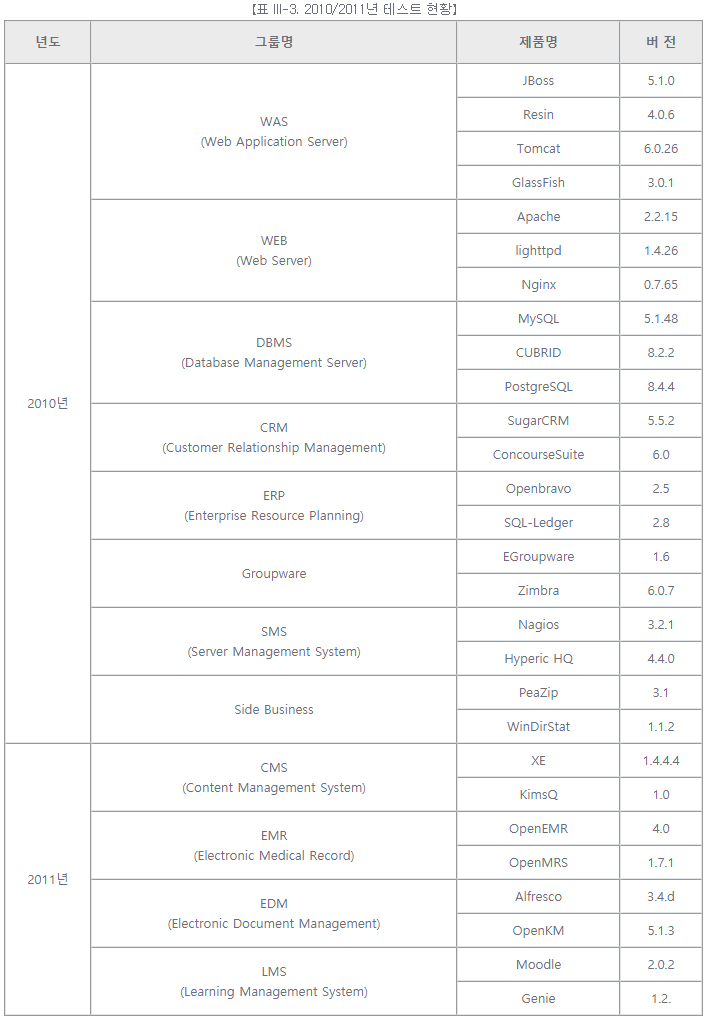 【표 III-3. 2010/2011년 테스트 현황】
년도 그룹명 제품명 버 전
2010년
WAS
(Web Application Server)
JBoss 5.1.0
Resin 4.0.6
Tomcat 6.0.26
GlassFish 3.0.1
WEB
(Web Server)
Apache 2.2.15
lighttpd 1.4.26
Nginx 0.7.65
DBMS
(Database Management Server)
MySQL 5.1.48
CUBRID 8.2.2
PostgreSQL 8.4.4
CRM
(Customer Relationship Management)
SugarCRM 5.5.2
ConcourseSuite 6.0
ERP
(Enterprise Resource Planning)
Openbravo 2.5
SQL-Ledger 2.8
Groupware
EGroupware 1.6
Zimbra 6.0.7
SMS
(Server Management System)
Nagios 3.2.1
Hyperic HQ 4.4.0
Side Business
PeaZip 3.1
WinDirStat 1.1.2
2011년
CMS
(Content Management System)
XE 1.4.4.4
KimsQ 1.0
EMR
(Electronic Medical Record)
OpenEMR 4.0
OpenMRS 1.7.1
EDM
(Electronic Document Management)
Alfresco 3.4.d
OpenKM 5.1.3
LMS
(Learning Management System)
Moodle 2.0.2
Genie 1.2.